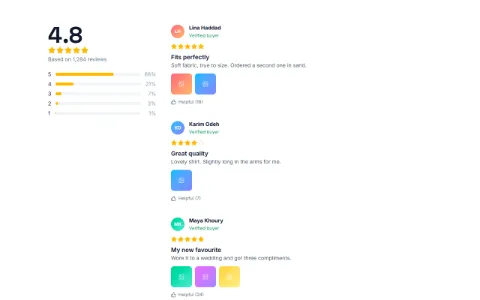 4.8
Based on 1,284 reviews
5
4
3 7%
2 2%
1 1%
Lina Haddad
Verified buyer
Fits perfectly
Soft fabric, true to size. Ordered a second one in sand.
Helpful
Karim Odeh
Verified buyer
Great quality
Lovely shirt. Slightly long in the arms for me.
Helpful
Maya Khoury
Verified buyer
My new favourite
Wore it to a wedding and got three compliments.
Helpful